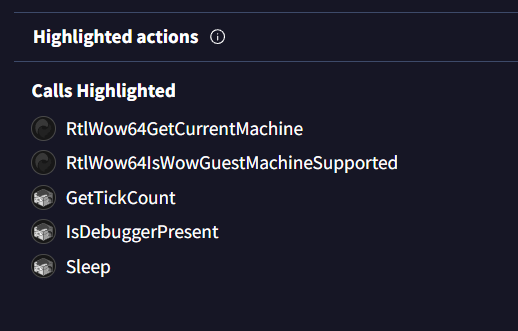 Highlighted actions
Calls Highlighted
RtlWow64GetCurrentMachine
RtlWow64IsWowGuestMachineSupported
GetTickCount
IsDebuggerPresent
Sleep